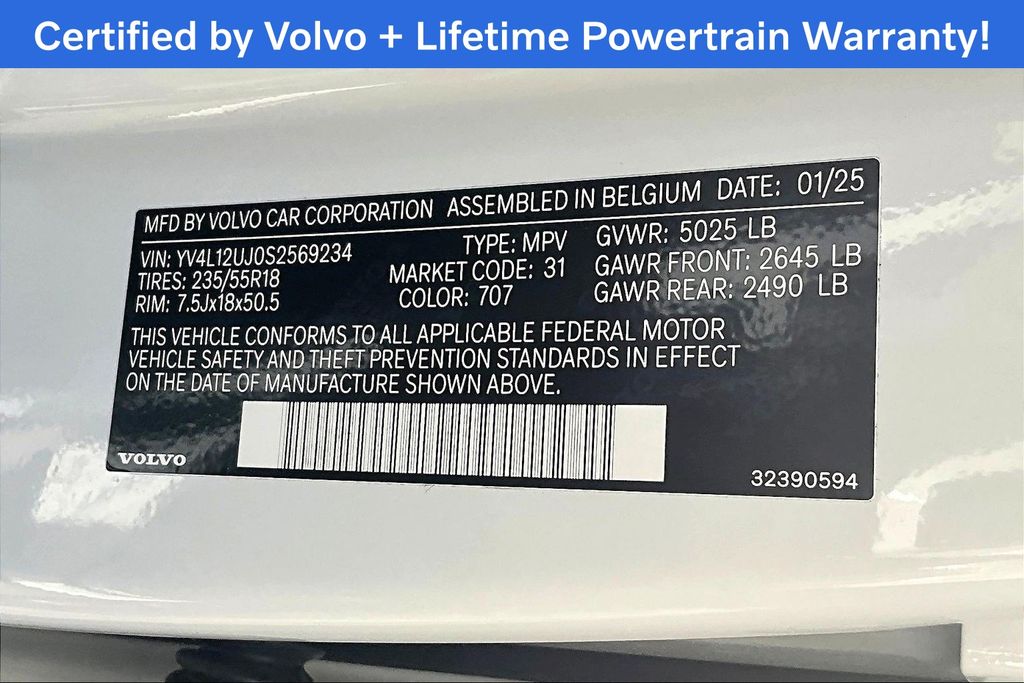 Certified by Volvo + Lifetime Powertrain Warranty!
MFD BY VOLVO CAR CORPORATION ASSEMBLED IN BELGIUM DATE: 01/25
VIN: YV4L12UJ0S2569234 TYPE: MPV GVWR: 5025 LB
TIRES: 235/55R18 MARKET CODE: 31 GAWR FRONT: 2645 LB
RIM: 7.5Jx18x50.5 COLOR: 707 GAWR REAR: 2490 LB
THIS VEHICLE CONFORMS TO ALL APPLICABLE FEDERAL MOTOR
VEHICLE SAFETY AND THEFT PREVENTION STANDARDS IN EFFECT
ON THE DATE OF MANUFACTURE SHOWN ABOVE.
VOLVO 32390594